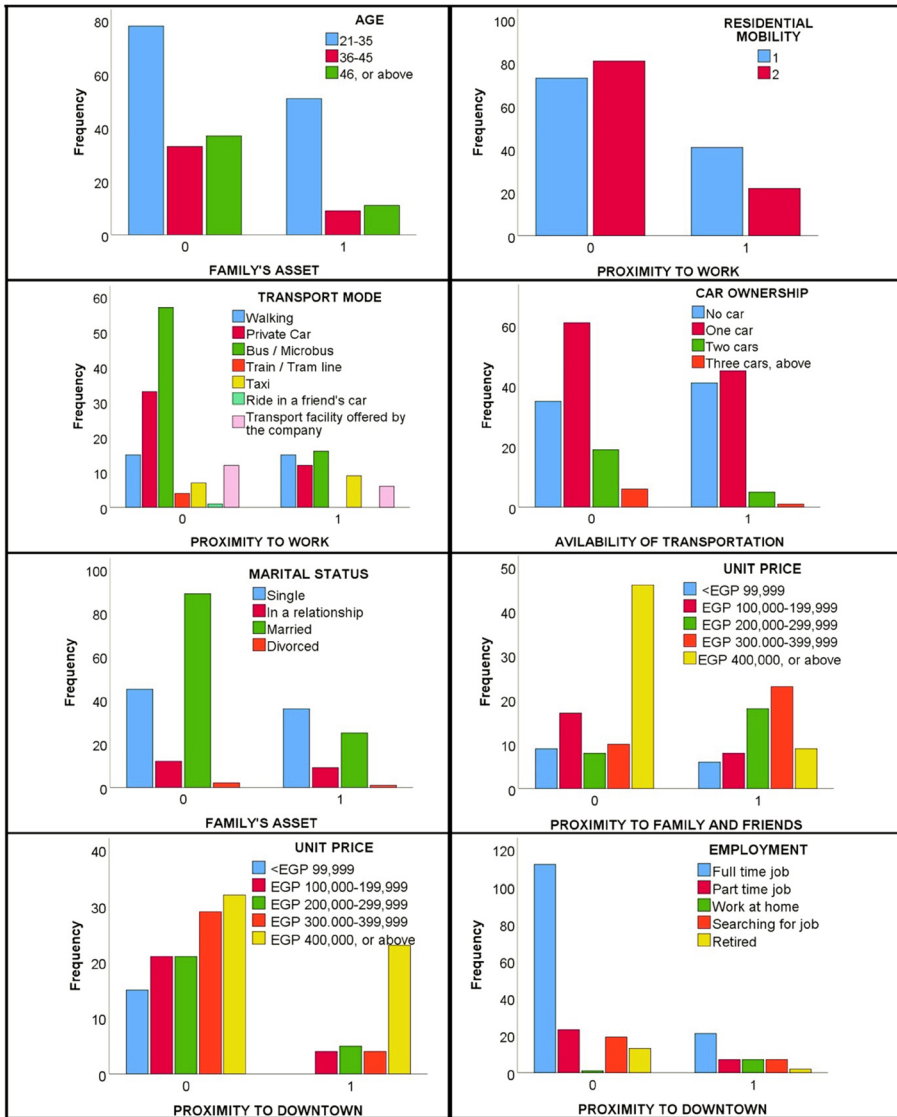 AGE
21-35
36-45
46, or above
80
60
40
20
0
Frequency
0 1
FAMILY'S ASSET
RESIDENTIAL
MOBILITY
1
2
100
80
60
40
20
0
Frequency
0 1
PROXIMITY TO WORK
TRANSPORT MODE
Walking
Private Car
Bus / Microbus
Train / Tram line
Taxi
Ride in a friend's car
Transport facility offered by
the company
60
50
40
30
20
10
0
Frequency
0 1
PROXIMITY TO WORK
CAR OWNERSHIP
No car
One car
Two cars
Three cars, above
60
40
20
0
Frequency
0 1
AVILABILITY OF TRANSPORTATION
MARITAL STATUS
Single
In a relationship
Married
Divorced
100
80
60
40
20
0
Frequency
0 1
FAMILY'S ASSET
UNIT PRICE
<EGP 99,999
EGP 100,000-199,999
EGP 200,000-299,999
EGP 300.000-399,999
EGP 400,000, or above
50
40
30
20
10
0
Frequency
0 1
PROXIMITY TO FAMILY AND FRIENDS
UNIT PRICE
<EGP 99,999
EGP 100,000-199,999
EGP 200,000-299,999
EGP 300.000-399,999
EGP 400,000, or above
40
30
20
10
0
Frequency
0 1
PROXIMITY TO DOWNTOWN
EMPLOYMENT
Full time job
Part time job
Work at home
Searching for job
Retired
120
100
80
60
40
20
0
Frequency
0 1
PROXIMITY TO DOWNTOWN